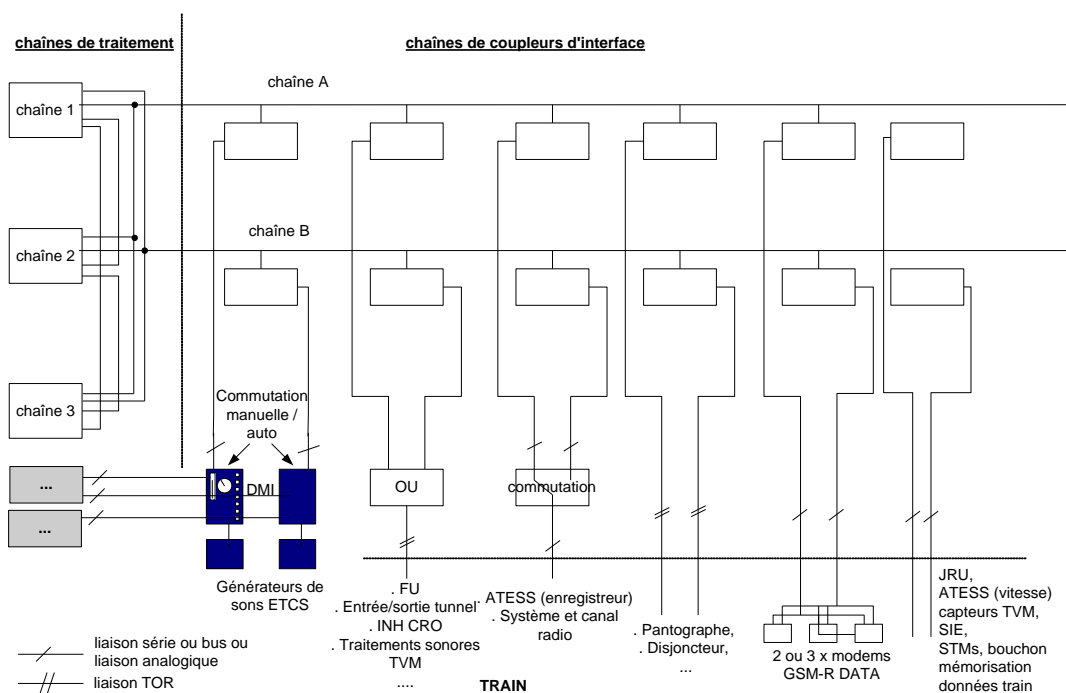 chaînes de traitement
chaînes de coupleurs d'interface
chaîne A
chaîne 1
chaîne B
chaîne 2
chaîne 3
Commutation
manuelle /
auto
...
...
DMI
OU
commutation
Générateurs de
sons ETCS
. FU
. Entrée/sortie tunnel
. INH CRO
. Traitements sonores
TVM
....
. ATESS (enregistreur)
. Système et canal
radio
. Pantographe,
. Disjoncteur,
...
2 ou 3 x modems
GSM-R DATA
JRU,
ATESS (vitesse)
capteurs TVM,
SIE,
STMs, bouchon
mémorisation
données train
liaison série ou bus ou
liaison analogique
liaison TOR
TRAIN